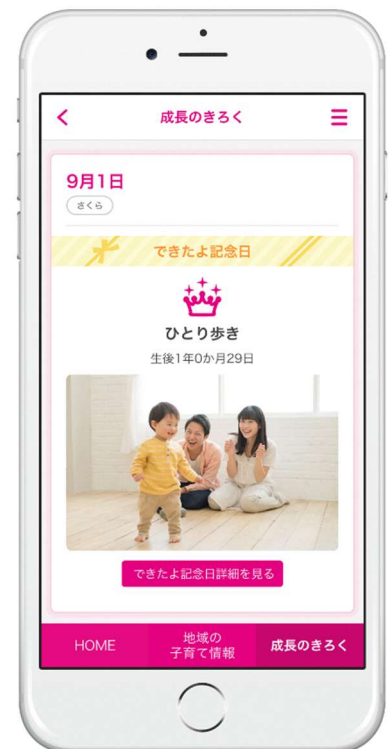 成長のきろく
9月1日
さくら
できたよ記念日
ひとり歩き
生後1年0か月29日
できたよ記念日詳細を見る
HOME
地域の
子育て情報
成長のきろく